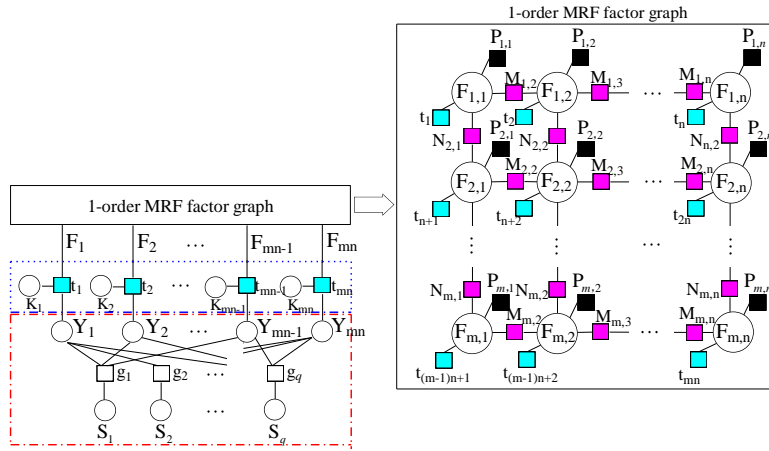 1-order MRF factor graph
P1,1 P1,2 P1,n
F1,1 M1,2 F1,2 M1,3 … M1,n F1,n
t1 t2 tn
N2,1 P2,1 N2,2 P2,2 Nn,2 P2,n
F2,1 M2,2 F2,2 M2,3 … M2,n F2,n
tn+1 tn+2 t2n
… … …
Nm,1 Pm,1 Nm,2 Pm,2 Nm,n Pm,n
Fm,1 Mm,2 Fm,2 Mm,3 … Mm,n Fm,n
t(m-1)n+1 t(m-1)n+2 tmn
1-order MRF factor graph
F1 F2 … Fmn-1 Fmn
t1 t2 … tmn-1 tmn
K1 K2 Kmn-1 Kmn
Y1 Y2 … Ymn-1 Ymn
g1 g2 … gq
S1 S2 … Sq